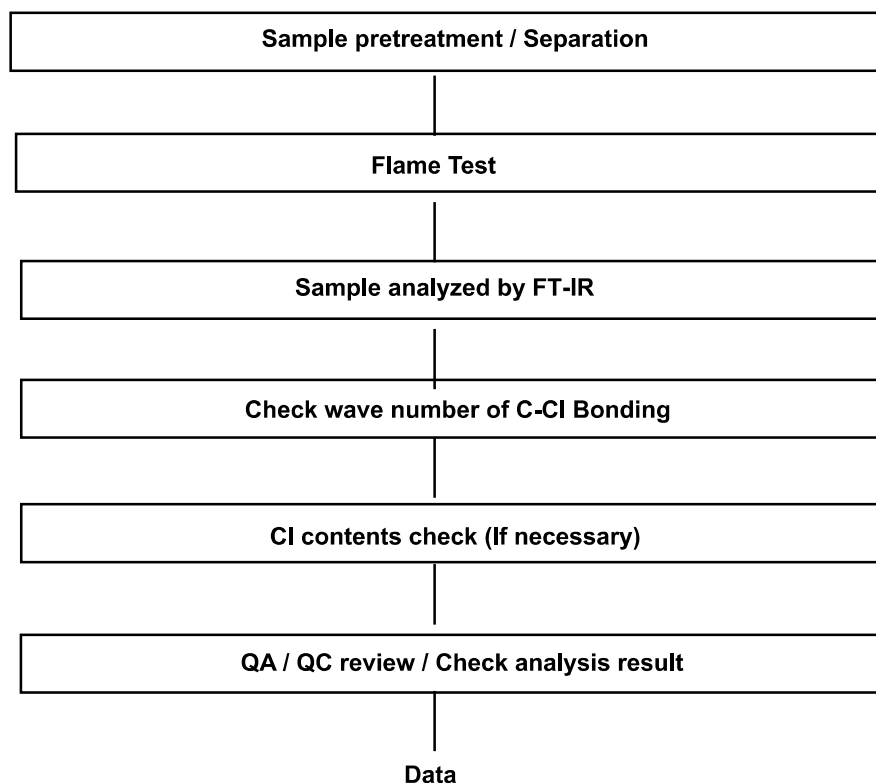 Sample pretreatment / Separation
Flame Test
Sample analyzed by FT-IR
Check wave number of C-Cl Bonding
Cl contents check (If necessary)
QA / QC review / Check analysis result
Data